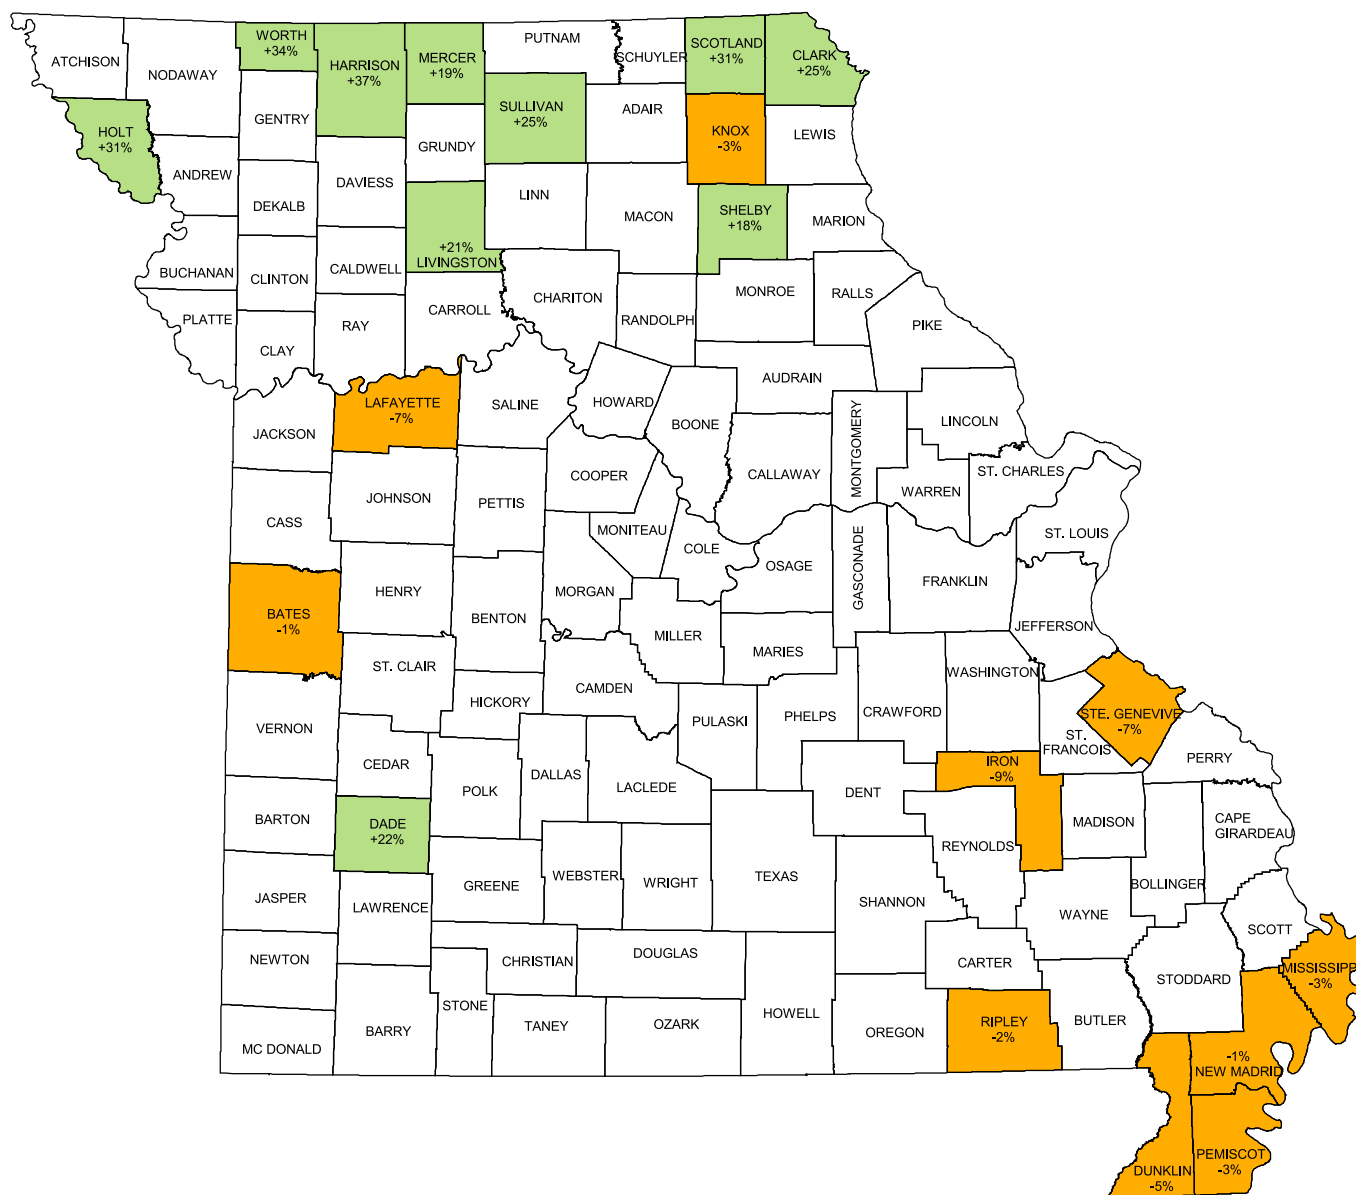 WORTH
+34%
HARRISON
+37%
MERCER
+19%
PUTNAM
SCHUYLER
SCOTLAND
+31%
CLARK
+25%
ATCHISON
NODAWAY
HOLT
+31%
GENTRY
SULLIVAN
+25%
ADAIR
KNOX
-3%
LEWIS
GRUNDY
ANDREW
DAVIESS
DEKALB
LINN
MACON
SHELBY
+18%
MARION
BUCHANAN
CLINTON
CALDWELL
+21%
LIVINGSTON
CHARITON
MONROE
RALLS
PLATTE
RAY
CARROLL
RANDOLPH
PIKE
CLAY
AUDRAIN
LAFAYETTE
-7%
SALINE
HOWARD
BOONE
LINCOLN
JACKSON
MONTGOMERY
CALLAWAY
COOPER
ST. CHARLES
WARREN
JOHNSON
PETTIS
CASS
MONITEAU
COLE
ST. LOUIS
OSAGE
GASCONADE
FRANKLIN
HENRY
MORGAN
BATES
-1%
BENTON
MILLER
JEFFERSON
MARIES
ST. CLAIR
WASHINGTON
CAMDEN
HICKORY
PULASKI
PHELPS
CRAWFORD
STE. GENEVIVE
-7%
VERNON
ST.
FRANCOIS
PERRY
CEDAR
DALLAS
LACLEDE
IRON
-9%
POLK
DENT
BARTON
DADE
+22%
MADISON
CAPE
GIRARDEAU
REYNOLDS
JASPER
GREENE
WEBSTER
WRIGHT
TEXAS
BOLLINGER
LAWRENCE
SHANNON
WAYNE
SCOTT
NEWTON
CHRISTIAN
DOUGLAS
CARTER
STODDARD
MISSISSIPPI
-3%
STONE
HOWELL
RIPLEY
-2%
BUTLER
BARRY
TANEY
OZARK
OREGON
MC DONALD
-1%
NEW MADRID
PEMISCOT
-3%
DUNKLIN
-5%